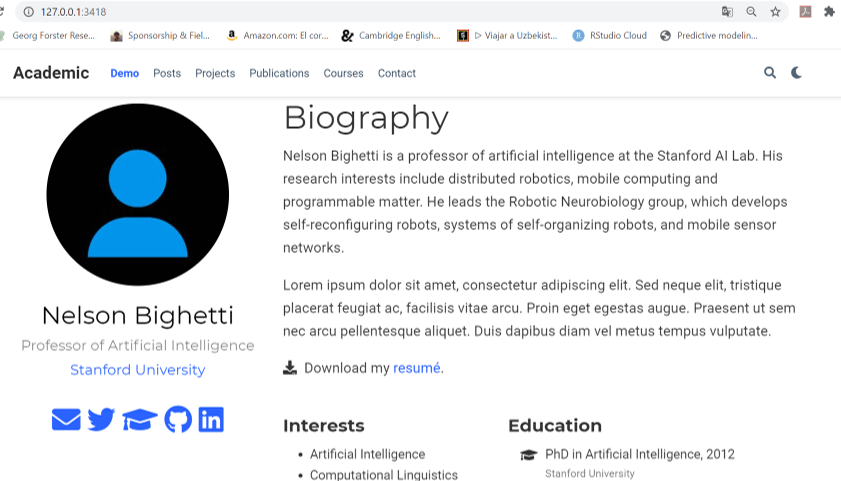 127.0.0.1:3418
Georg Forster Rese...
Sponsorship & Fiel...
Amazon.com: El cor...
Cambridge English...
▷ Viajar a Uzbekist...
RStudio Cloud
Predictive modelin...
Academic
Demo
Posts
Projects
Publications
Courses
Contact
Biography
Nelson Bighetti is a professor of artificial intelligence at the Stanford AI Lab. His
research interests include distributed robotics, mobile computing and
programmable matter. He leads the Robotic Neurobiology group, which develops
self-reconfiguring robots, systems of self-organizing robots, and mobile sensor
networks.
Lorem ipsum dolor sit amet, consectetur adipiscing elit. Sed neque elit, tristique
placerat feugiat ac, facilisis vitae arcu. Proin eget egestas augue. Praesent ut sem
nec arcu pellentesque aliquet. Duis dapibus diam vel metus tempus vulputate.
Download my resumé.
Nelson Bighetti
Professor of Artificial Intelligence
Stanford University
Interests
• Artificial Intelligence
• Computational Linguistics
Education
PhD in Artificial Intelligence, 2012
Stanford University